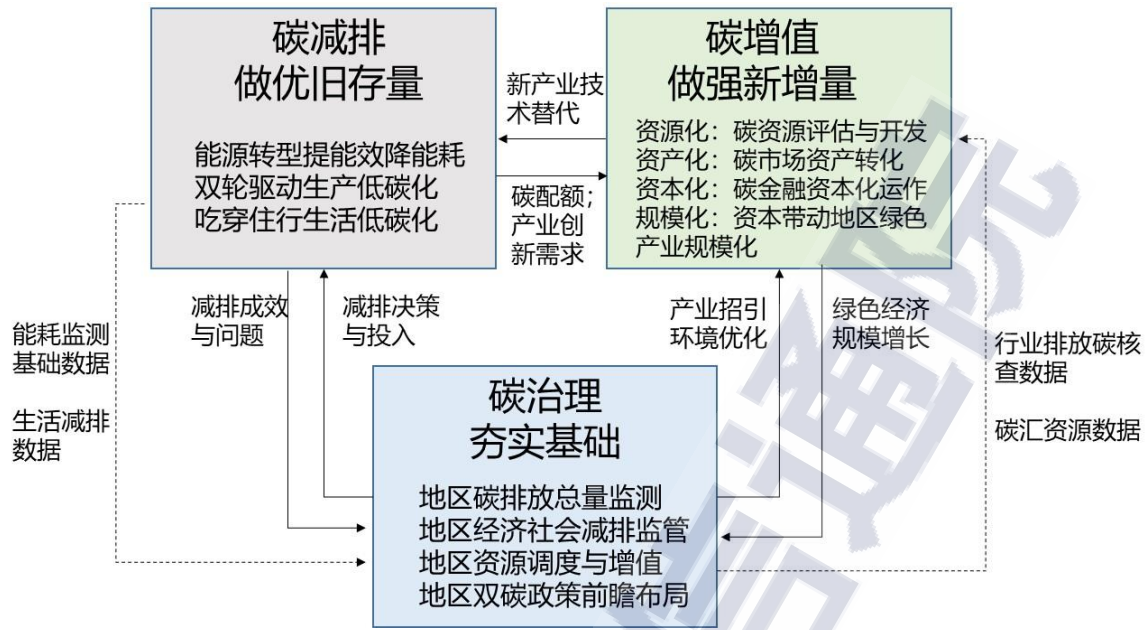 碳减排
做优旧存量
能源转型提能效降能耗
双轮驱动生产低碳化
吃穿住行生活低碳化
新产业技
术替代
碳配额；
产业创
新需求
碳增值
做强新增量
资源化：碳资源评估与开发
资产化：碳市场资产转化
资本化：碳金融资本化运作
规模化：资本带动地区绿色
产业规模化
减排成效
与问题
减排决策
与投入
产业招引
环境优化
绿色经济
规模增长
能耗监测
基础数据
生活减排
数据
行业排放碳核
查数据
碳汇资源数据
碳治理
夯实基础
地区碳排放总量监测
地区经济社会减排监管
地区资源调度与增值
地区双碳政策前瞻布局
信通院